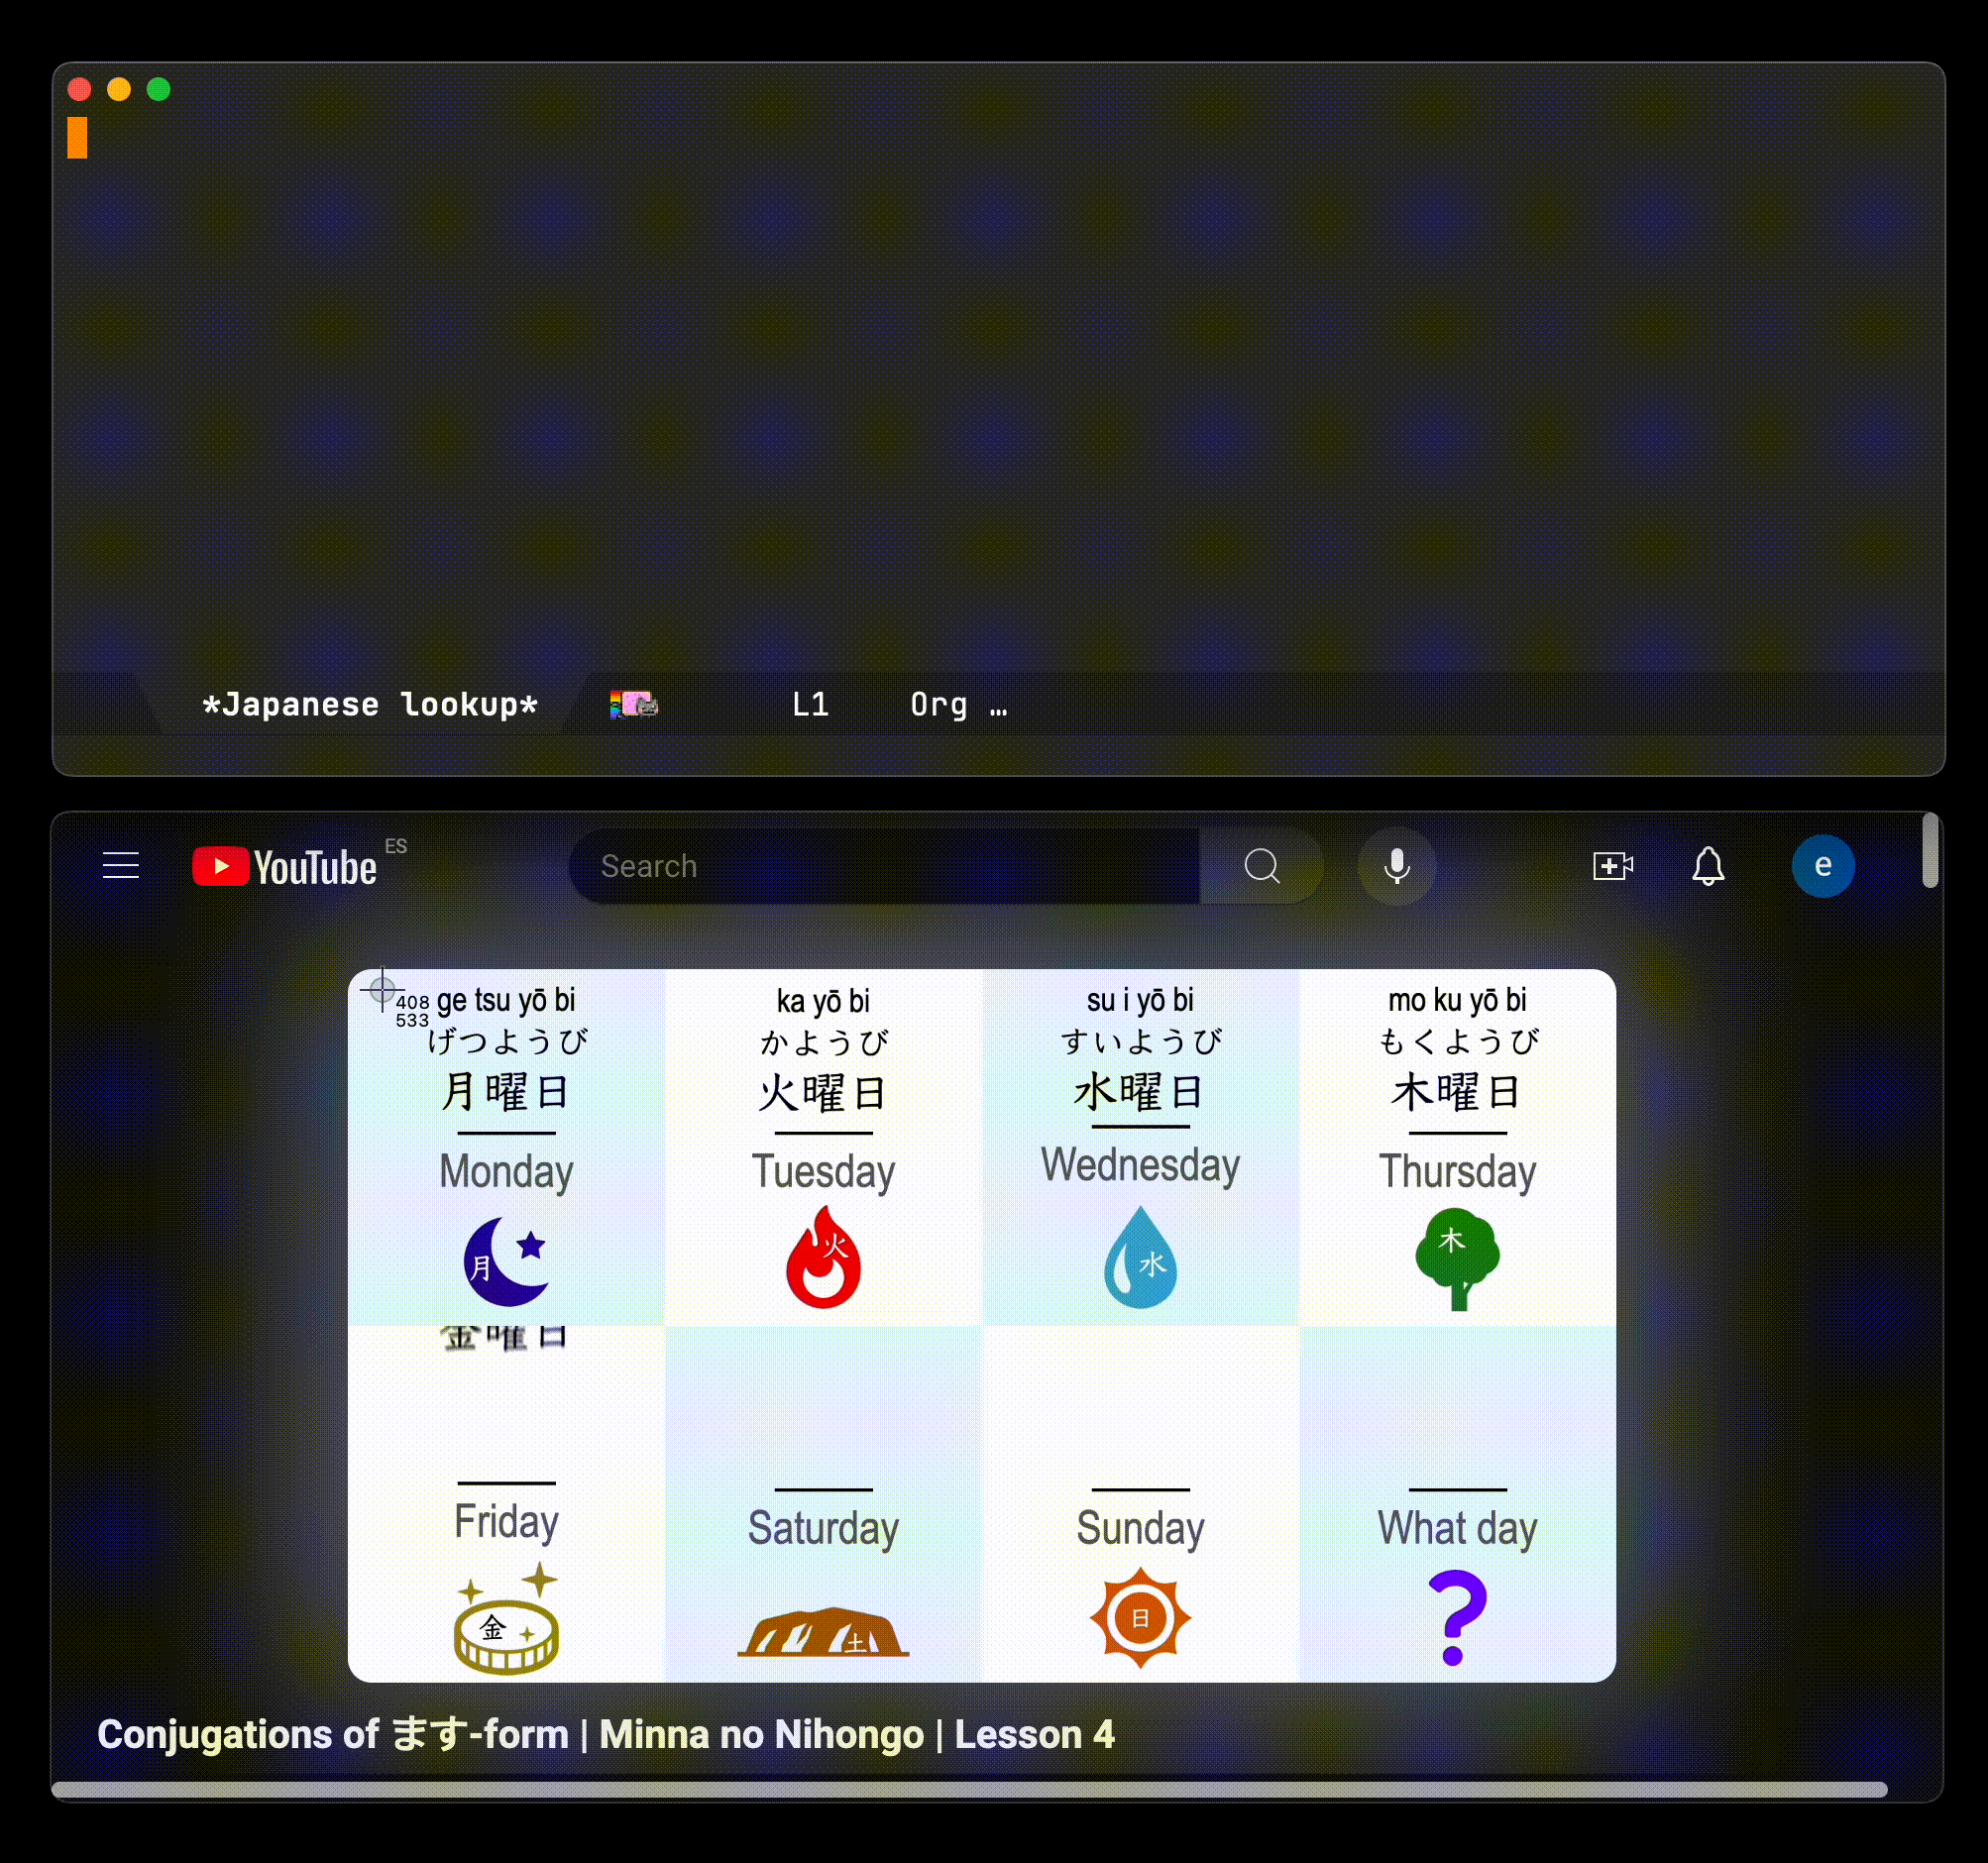 *Japanese lookup* L1 Org …
YouTube ES
Search
e
408
533
ge tsu yō bi
げつようび
月曜日
Monday
月
ka yō bi
かようび
火曜日
Tuesday
火
su i yō bi
すいようび
水曜日
Wednesday
水
mo ku yō bi
もくようび
木曜日
Thursday
木
金曜日
Friday
金
Saturday
土
Sunday
日
What day
?
Conjugations of ます-form | Minna no Nihongo | Lesson 4